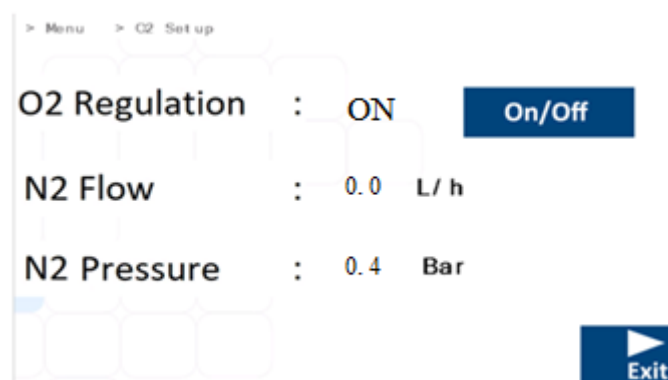 > Menu > O2 Set up
O2 Regulation : ON On/Off
N2 Flow : 0.0 L/h
N2 Pressure : 0.4 Bar
Exit